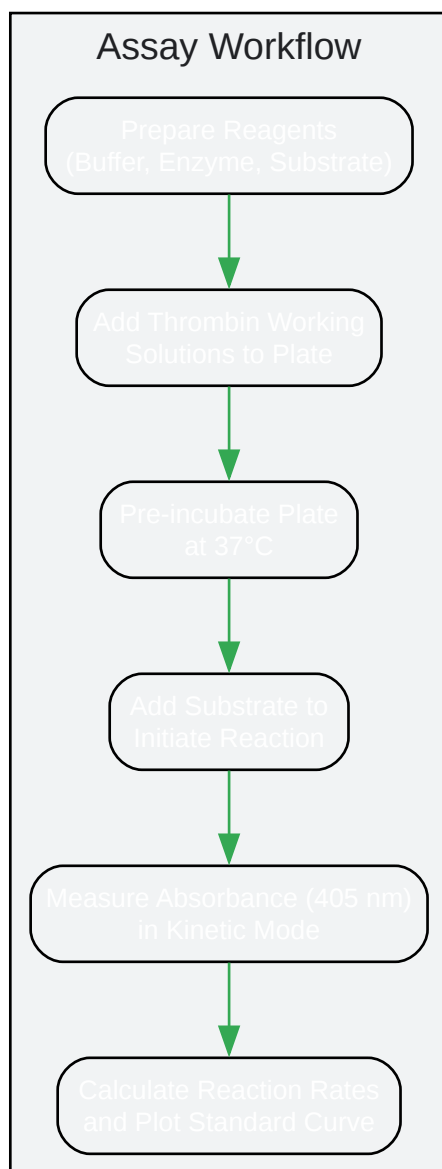 Assay Workflow
Prepare Reagents
(Buffer, Enzyme, Substrate)
Add Thrombin Working
Solutions to Plate
Pre-incubate Plate
at 37°C
Add Substrate to
Initiate Reaction
Measure Absorbance (405 nm)
in Kinetic Mode
Calculate Reaction Rates
and Plot Standard Curve